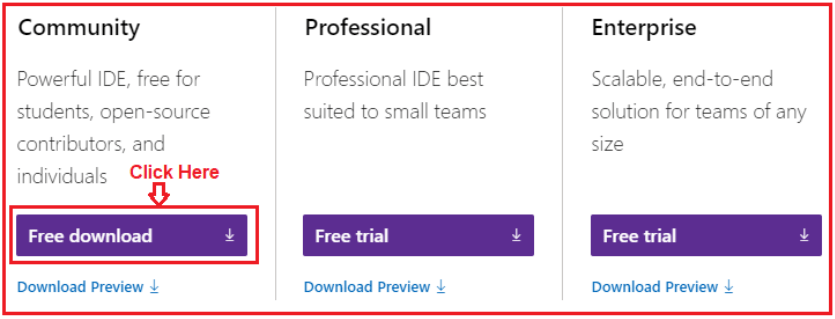 Community
Powerful IDE, free for
students, open-source
contributors, and
individuals
Click Here
Free download
Download Preview
Professional
Professional IDE best
suited to small teams
Free trial
Download Preview
Enterprise
Scalable, end-to-end
solution for teams of any
size
Free trial
Download Preview